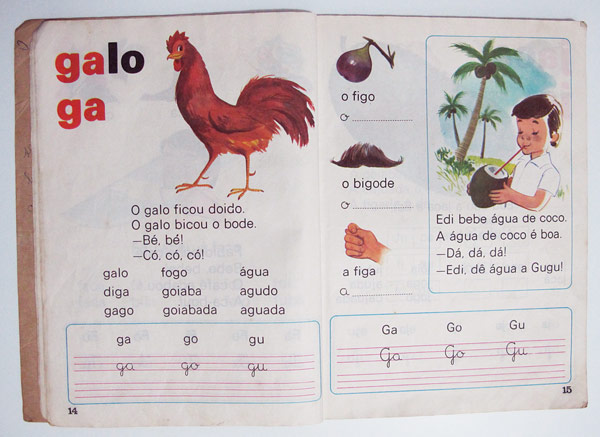 galo
ga
O galo ficou doido.
O galo bicou o bode.
—Bé, bé!
—Có, có, có!
galo fogo água
diga goiaba agudo
gago goiabada aguada
ga go gu
ga go gu
14
o figo
o
o bigode
o
a figa
a
Edi bebe água de coco.
A água de coco é boa.
—Dá, dá, dá!
—Edi, dê água a Gugu!
Ga Go Gu
Ga Go Gu
15